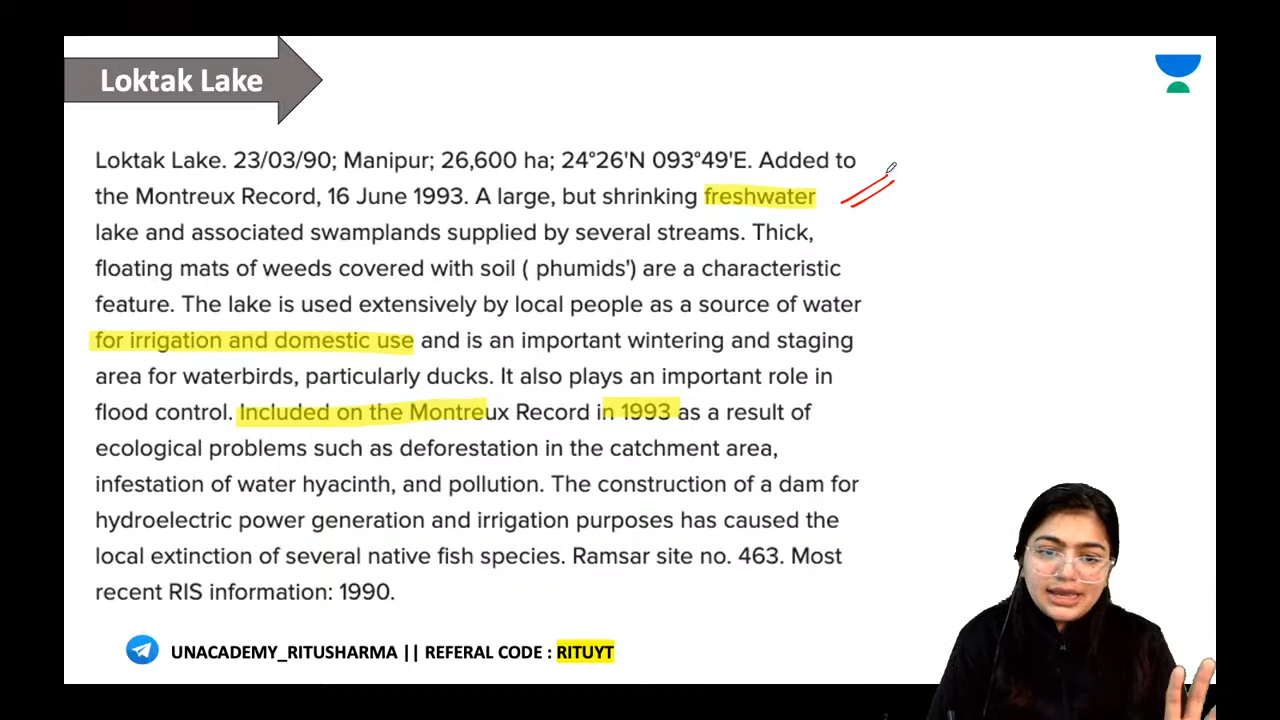 Loktak Lake
Loktak Lake. 23/03/90; Manipur; 26,600 ha; 24°26'N 093°49'E. Added to
the Montreux Record, 16 June 1993. A large, but shrinking freshwater
lake and associated swamplands supplied by several streams. Thick,
floating mats of weeds covered with soil ( phumids') are a characteristic
feature. The lake is used extensively by local people as a source of water
for irrigation and domestic use and is an important wintering and staging
area for waterbirds, particularly ducks. It also plays an important role in
flood control. Included on the Montreux Record in 1993 as a result of
ecological problems such as deforestation in the catchment area,
infestation of water hyacinth, and pollution. The construction of a dam for
hydroelectric power generation and irrigation purposes has caused the
local extinction of several native fish species. Ramsar site no. 463. Most
recent RIS information: 1990.
UNACADEMY_RITUSHARMA || REFERAL CODE : RITUYT